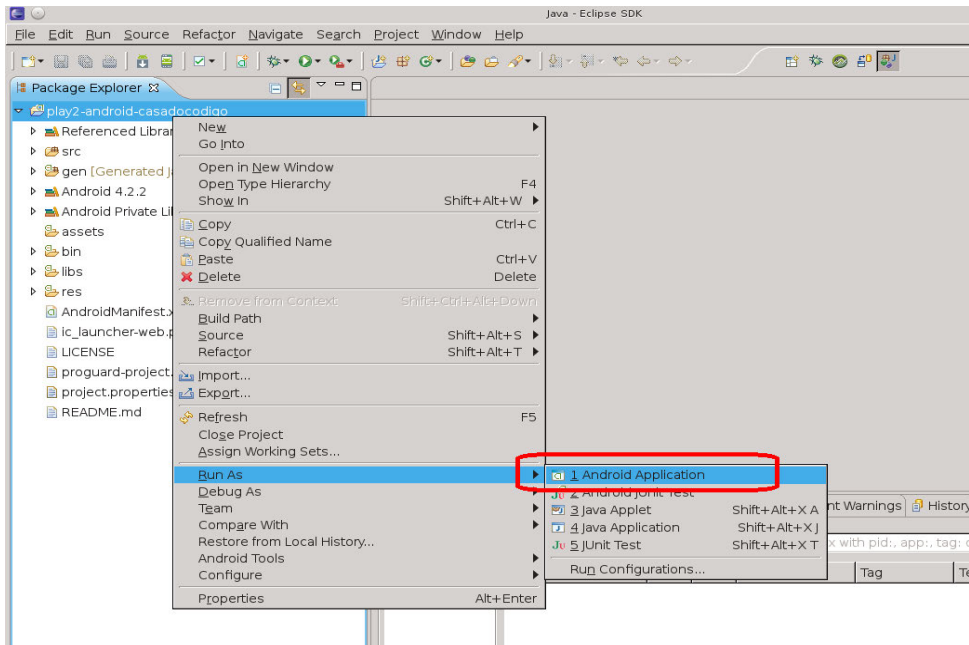 Java - Eclipse SDK
File Edit Run Source Refactor Navigate Search Project Window Help
Package Explorer
play2-android-casadocodigo
Referenced Librar
src
gen [Generated J
Android 4.2.2
Android Private Li
assets
bin
libs
res
AndroidManifest.x
ic_launcher-web.p
LICENSE
proguard-project.
project.properties
README.md
New
Go Into
Open in New Window
Open Type Hierarchy F4
Show In Shift+Alt+W
Copy Ctrl+C
Copy Qualified Name
Paste Ctrl+V
Delete Delete
Remove from Context Shift+Ctrl+Alt+Down
Build Path
Source Shift+Alt+S
Refactor Shift+Alt+T
Import...
Export...
Refresh F5
Close Project
Assign Working Sets...
Run As
Debug As
Team
Compare With
Restore from Local History...
Android Tools
Configure
Properties Alt+Enter
1 Android Application
2 Android JUnit Test
3 Java Applet Shift+Alt+X A
4 Java Application Shift+Alt+X J
5 JUnit Test Shift+Alt+X T
Run Configurations...
nt Warnings History
x with pid:, app:, tag:
Tag Te